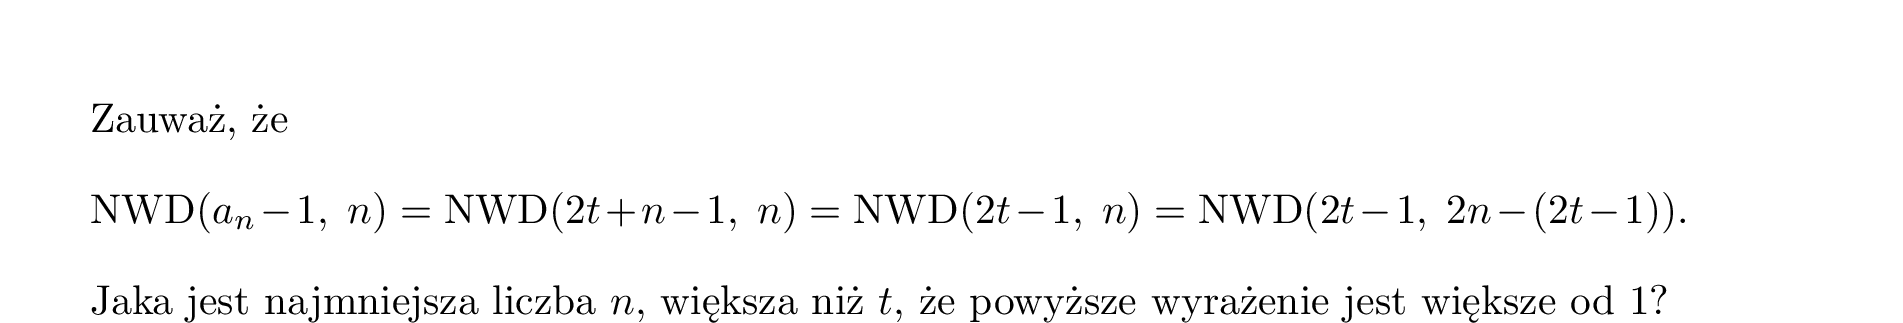 Zauważ, że
NWD(aₙ − 1, n) = NWD(2t + n − 1, n) = NWD(2t − 1, n) = NWD(2t − 1, 2n − (2t − 1)).
Jaka jest najmniejsza liczba n, większa niż t, że powyższe wyrażenie jest większe od 1?